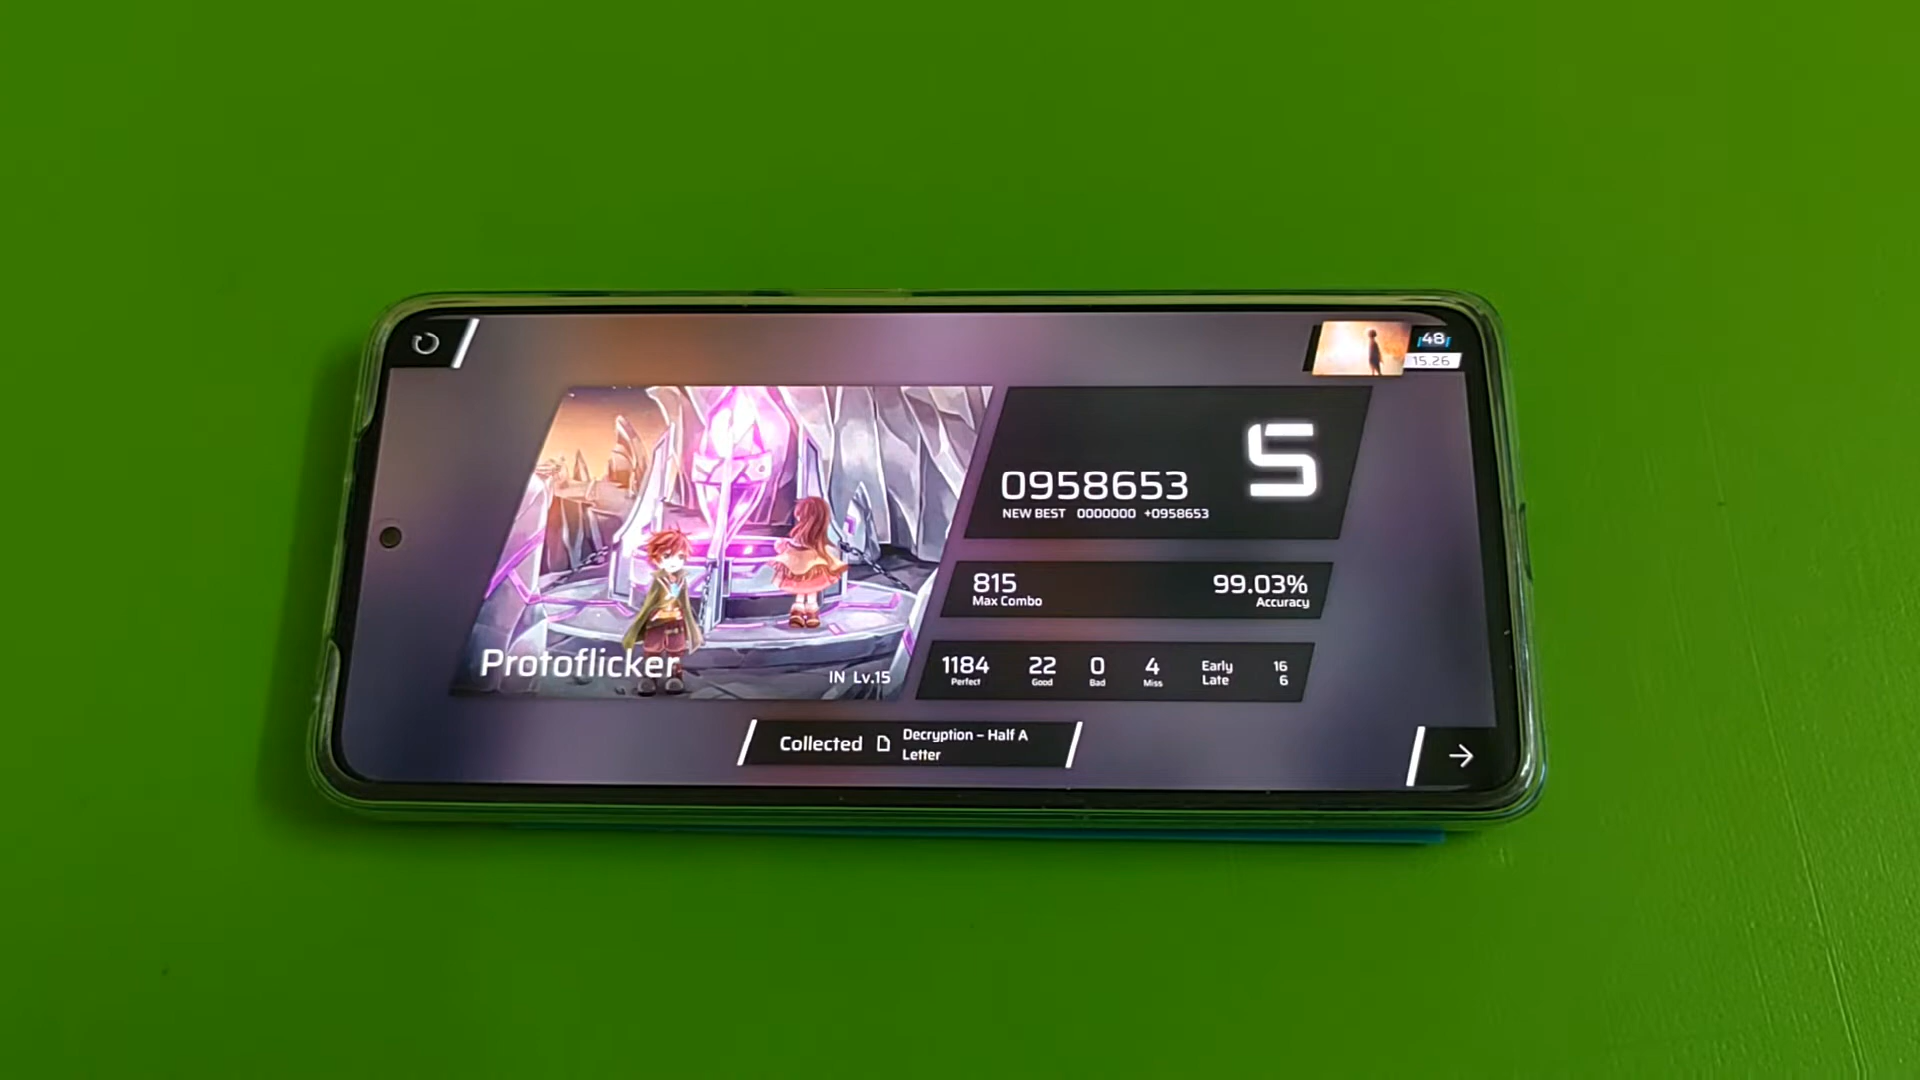 48
15.26
S
0958653
NEW BEST 0000000 +0958653
815
Max Combo
99.03%
Accuracy
1184
Perfect
22
Good
0
Bad
4
Miss
Early 16
Late 6
Protoflicker
IN Lv.15
Collected
Decryption – Half A
Letter